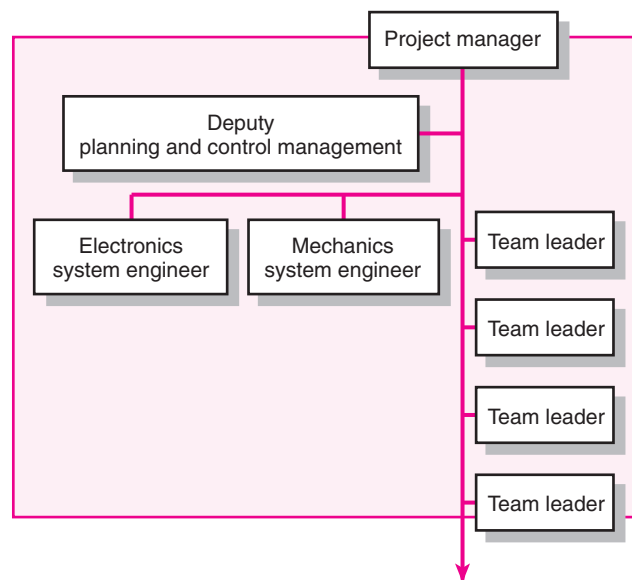 Project manager
Deputy
planning and control management
Electronics
system engineer
Mechanics
system engineer
Team leader
Team leader
Team leader
Team leader